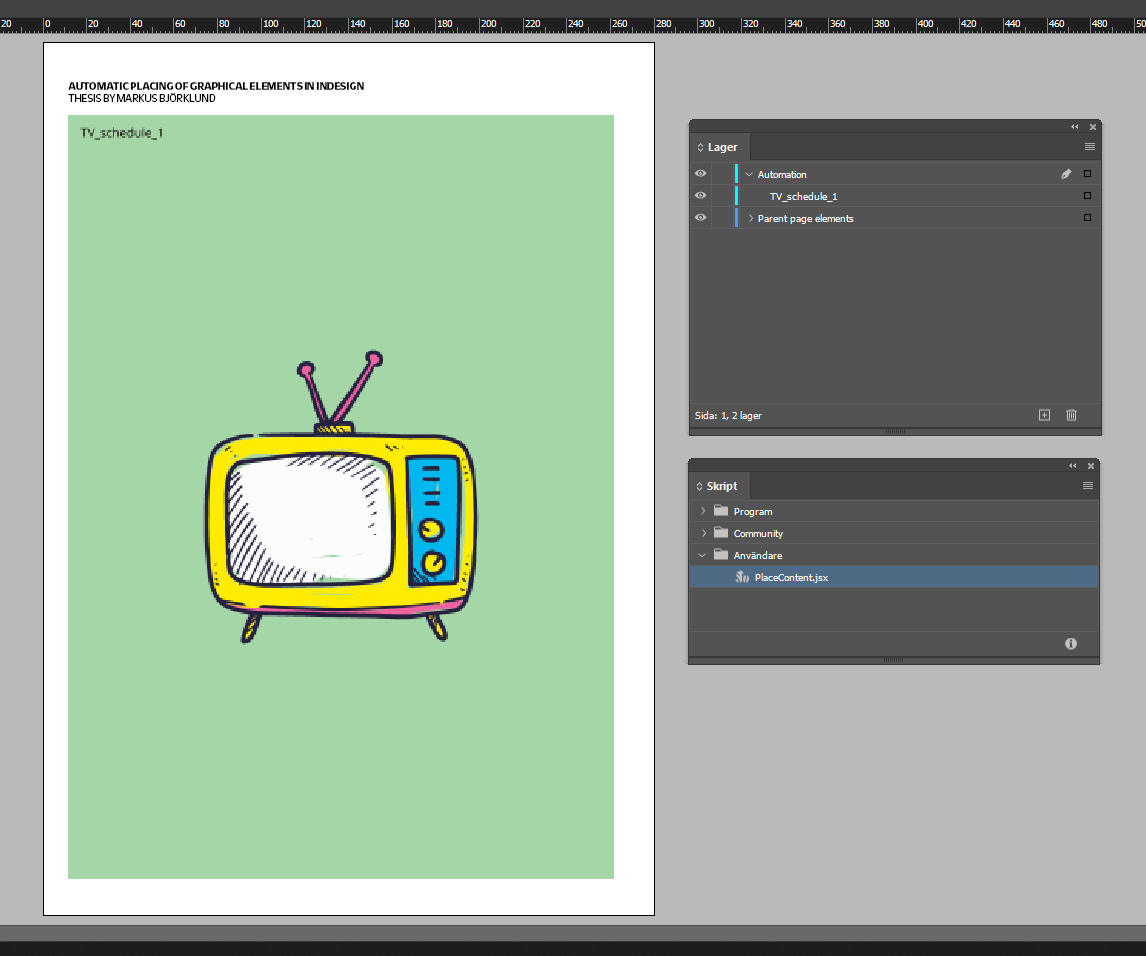 20 0 20 40 60 80 100 120 140 160 180 200 220 240 260 280 300 320 340 360 380 400 420 440 460 480 50
AUTOMATIC PLACING OF GRAPHICAL ELEMENTS IN INDESIGN
THESIS BY MARKUS BJÖRKLUND
TV_schedule_1
Lager
Automation
TV_schedule_1
Parent page elements
Sida: 1, 2 lager
Skript
Program
Community
Användare
PlaceContent.jsx